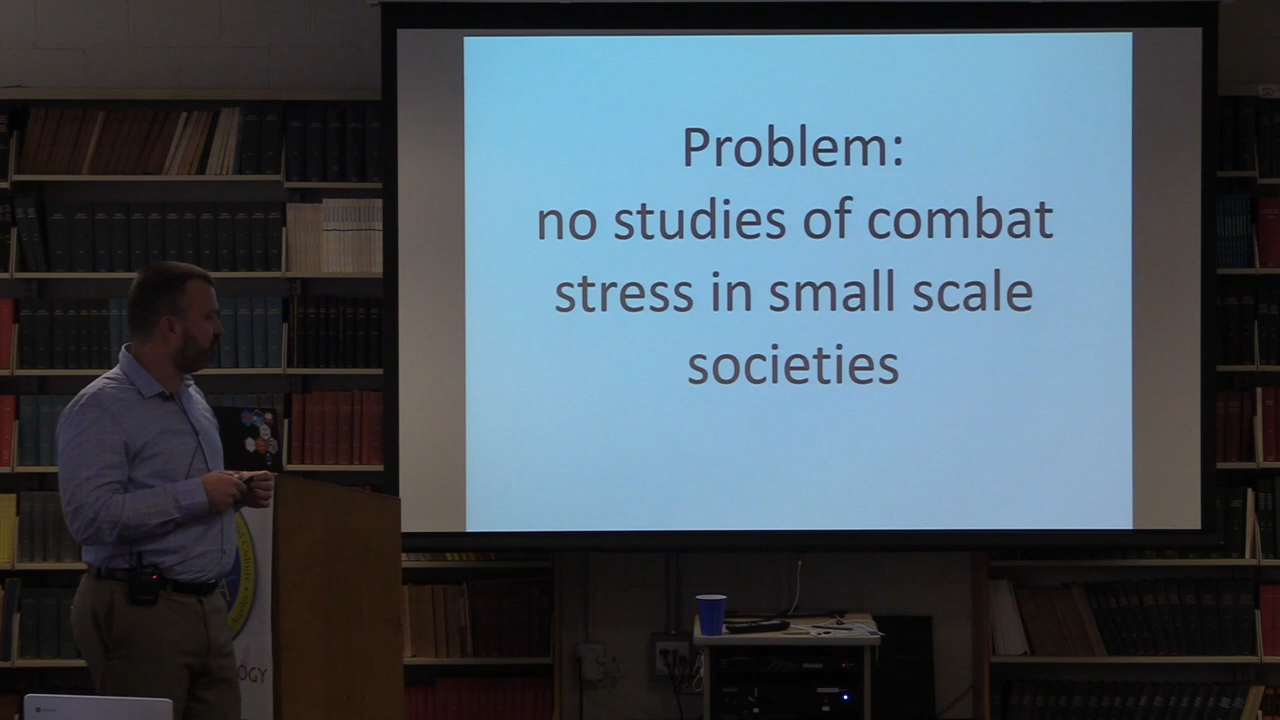 Problem:
no studies of combat
stress in small scale
societies
OGY